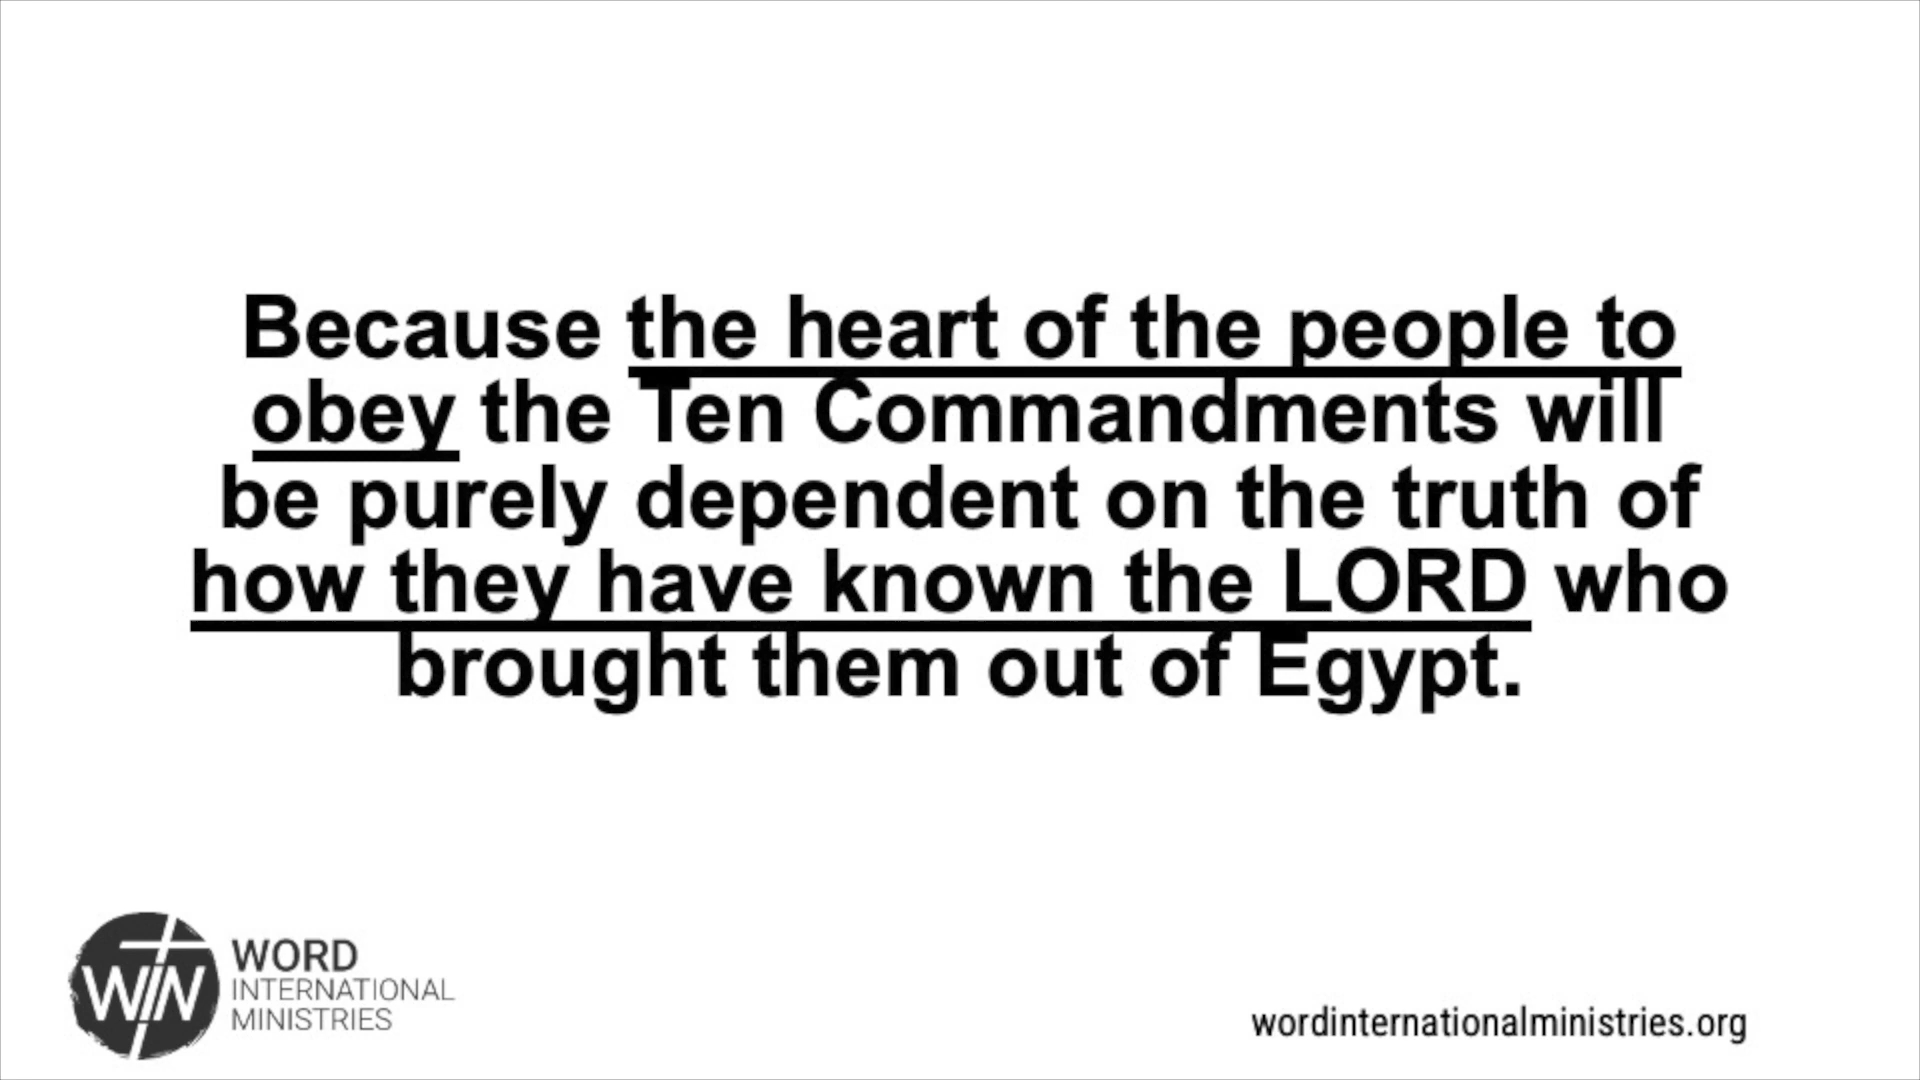 Because the heart of the people to
obey the Ten Commandments will
be purely dependent on the truth of
how they have known the LORD who
brought them out of Egypt.
WIN
WORD
INTERNATIONAL
MINISTRIES
wordinternationalministries.org